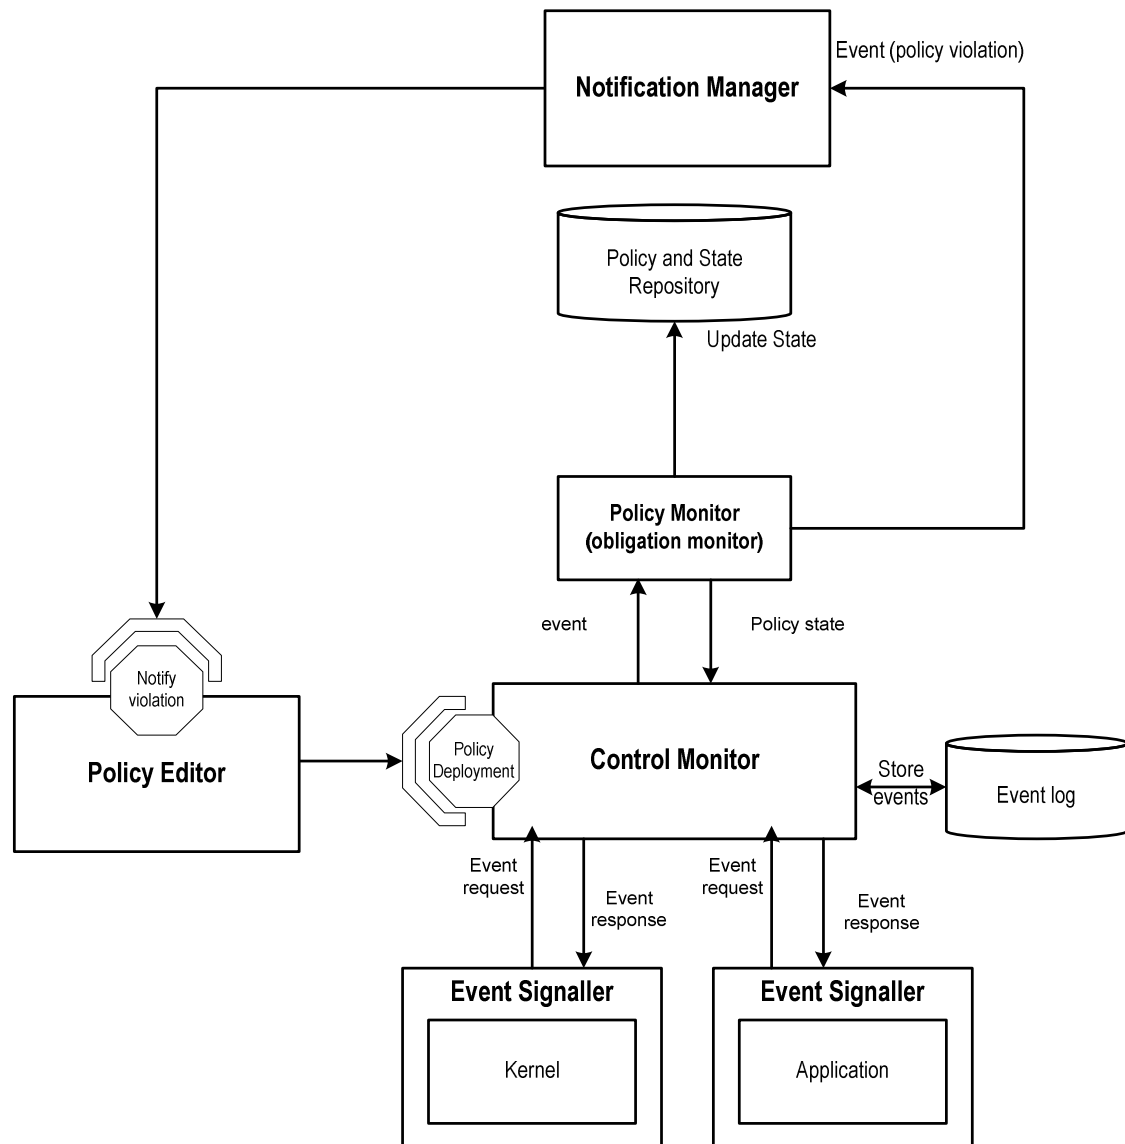 Event (policy violation)
Notification Manager
Policy and State
Repository
Update State
Policy Monitor
(obligation monitor)
event
Policy state
Notify
violation
Policy Editor
Policy
Deployment
Control Monitor
Store
events
Event log
Event
request
Event
response
Event
request
Event
response
Event Signaller
Kernel
Event Signaller
Application